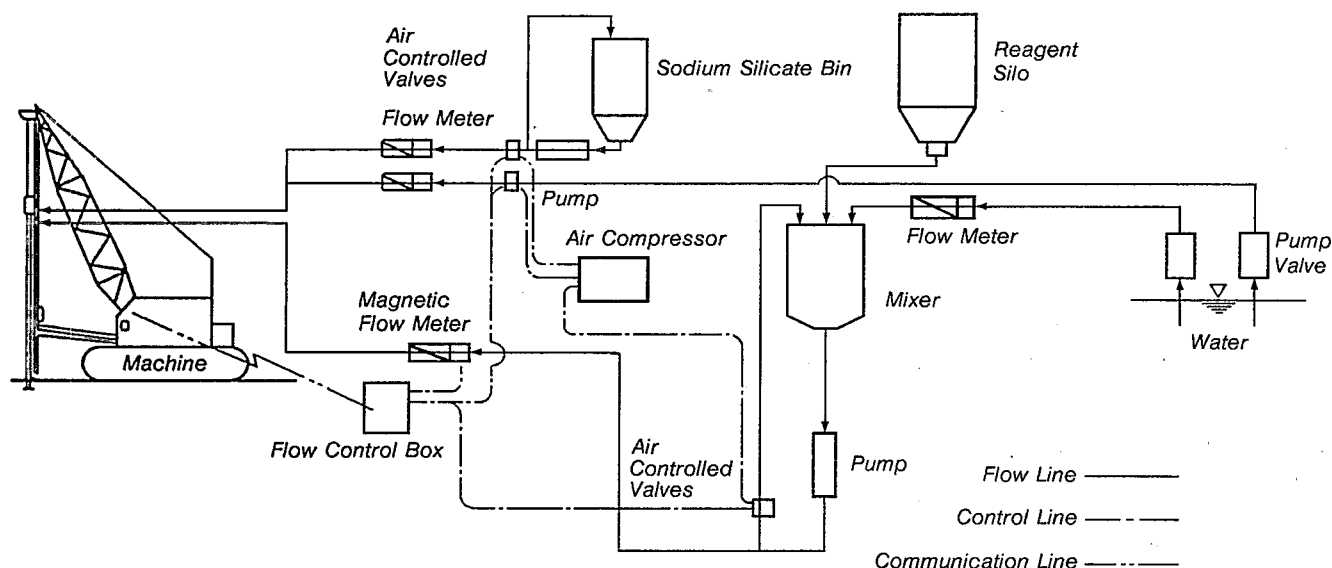 Air
Controlled
Valves
Sodium Silicate Bin
Reagent
Silo
Flow Meter
Pump
Air Compressor
Flow Meter
Pump
Valve
Mixer
Magnetic
Flow Meter
Water
Machine
Flow Control Box
Air
Controlled
Valves
Pump
Flow Line
Control Line
Communication Line